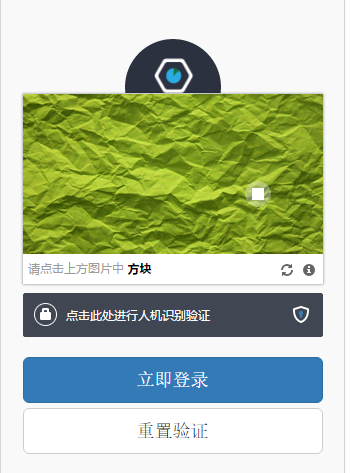 请点击上方图片中 方块
点击此处进行人机识别验证
立即登录
重置验证